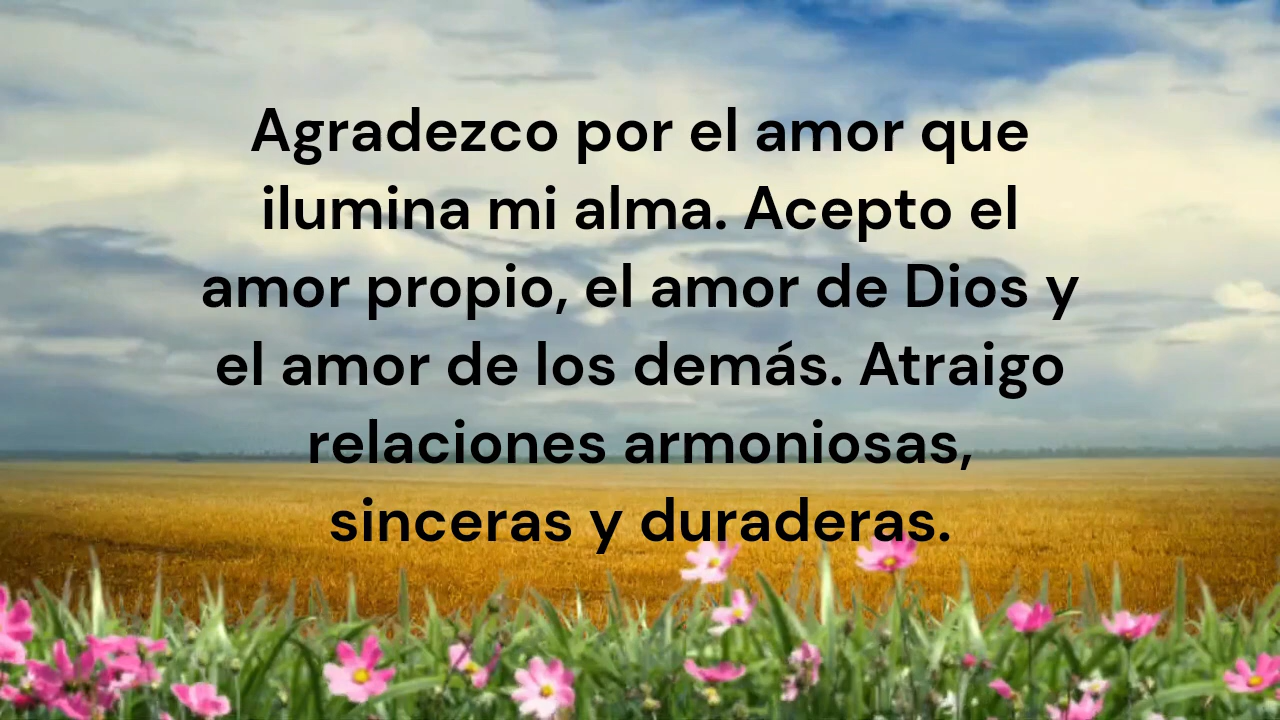 Agradezco por el amor que
ilumina mi alma. Acepto el
amor propio, el amor de Dios y
el amor de los demás. Atraigo
relaciones armoniosas,
sinceras y duraderas.